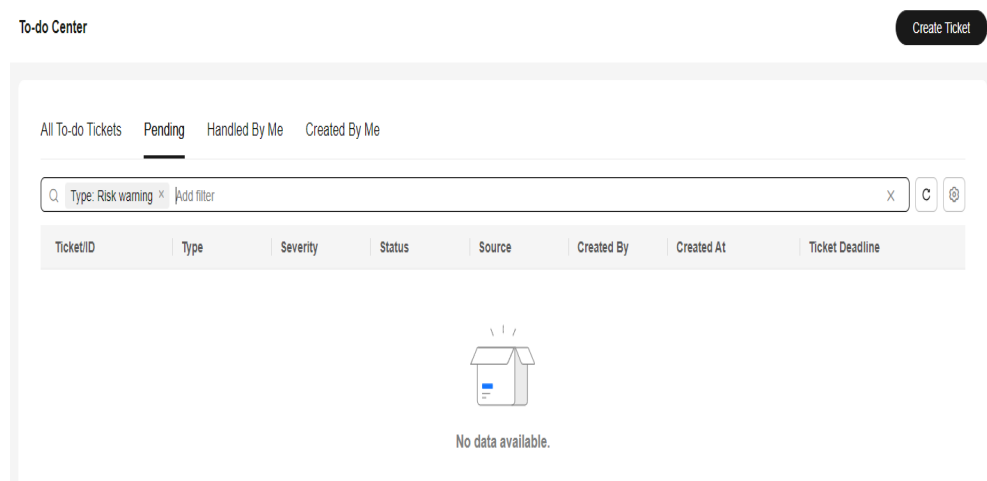 To-do Center
Create Ticket
All To-do Tickets Pending Handled By Me Created By Me
Type: Risk warning × Add filter
Ticket/ID Type Severity Status Source Created By Created At Ticket Deadline
No data available.